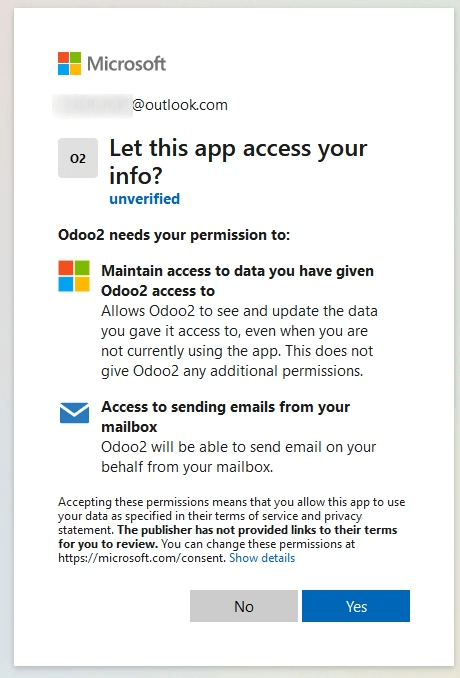 Microsoft
@outlook.com
O2
Let this app access your
info?
unverified
Odoo2 needs your permission to:
Maintain access to data you have given
Odoo2 access to
Allows Odoo2 to see and update the data
you gave it access to, even when you are
not currently using the app. This does not
give Odoo2 any additional permissions.
Access to sending emails from your
mailbox
Odoo2 will be able to send email on your
behalf from your mailbox.
Accepting these permissions means that you allow this app to use
your data as specified in their terms of service and privacy
statement. The publisher has not provided links to their terms
for you to review. You can change these permissions at
https://microsoft.com/consent. Show details
No
Yes